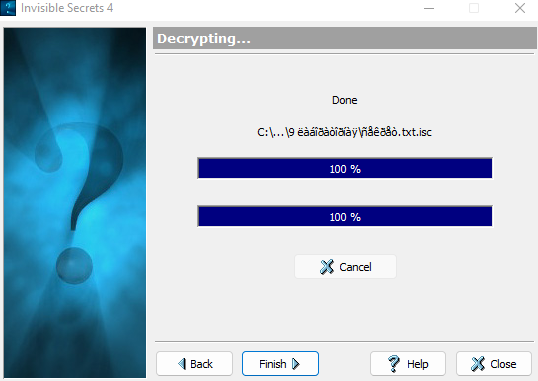 Invisible Secrets 4
Decrypting...
Done
C:\...\9 ëàáîðàòîðíàÿ\ñåêðåò.txt.isc
100 %
100 %
Cancel
Back
Finish
Help
Close